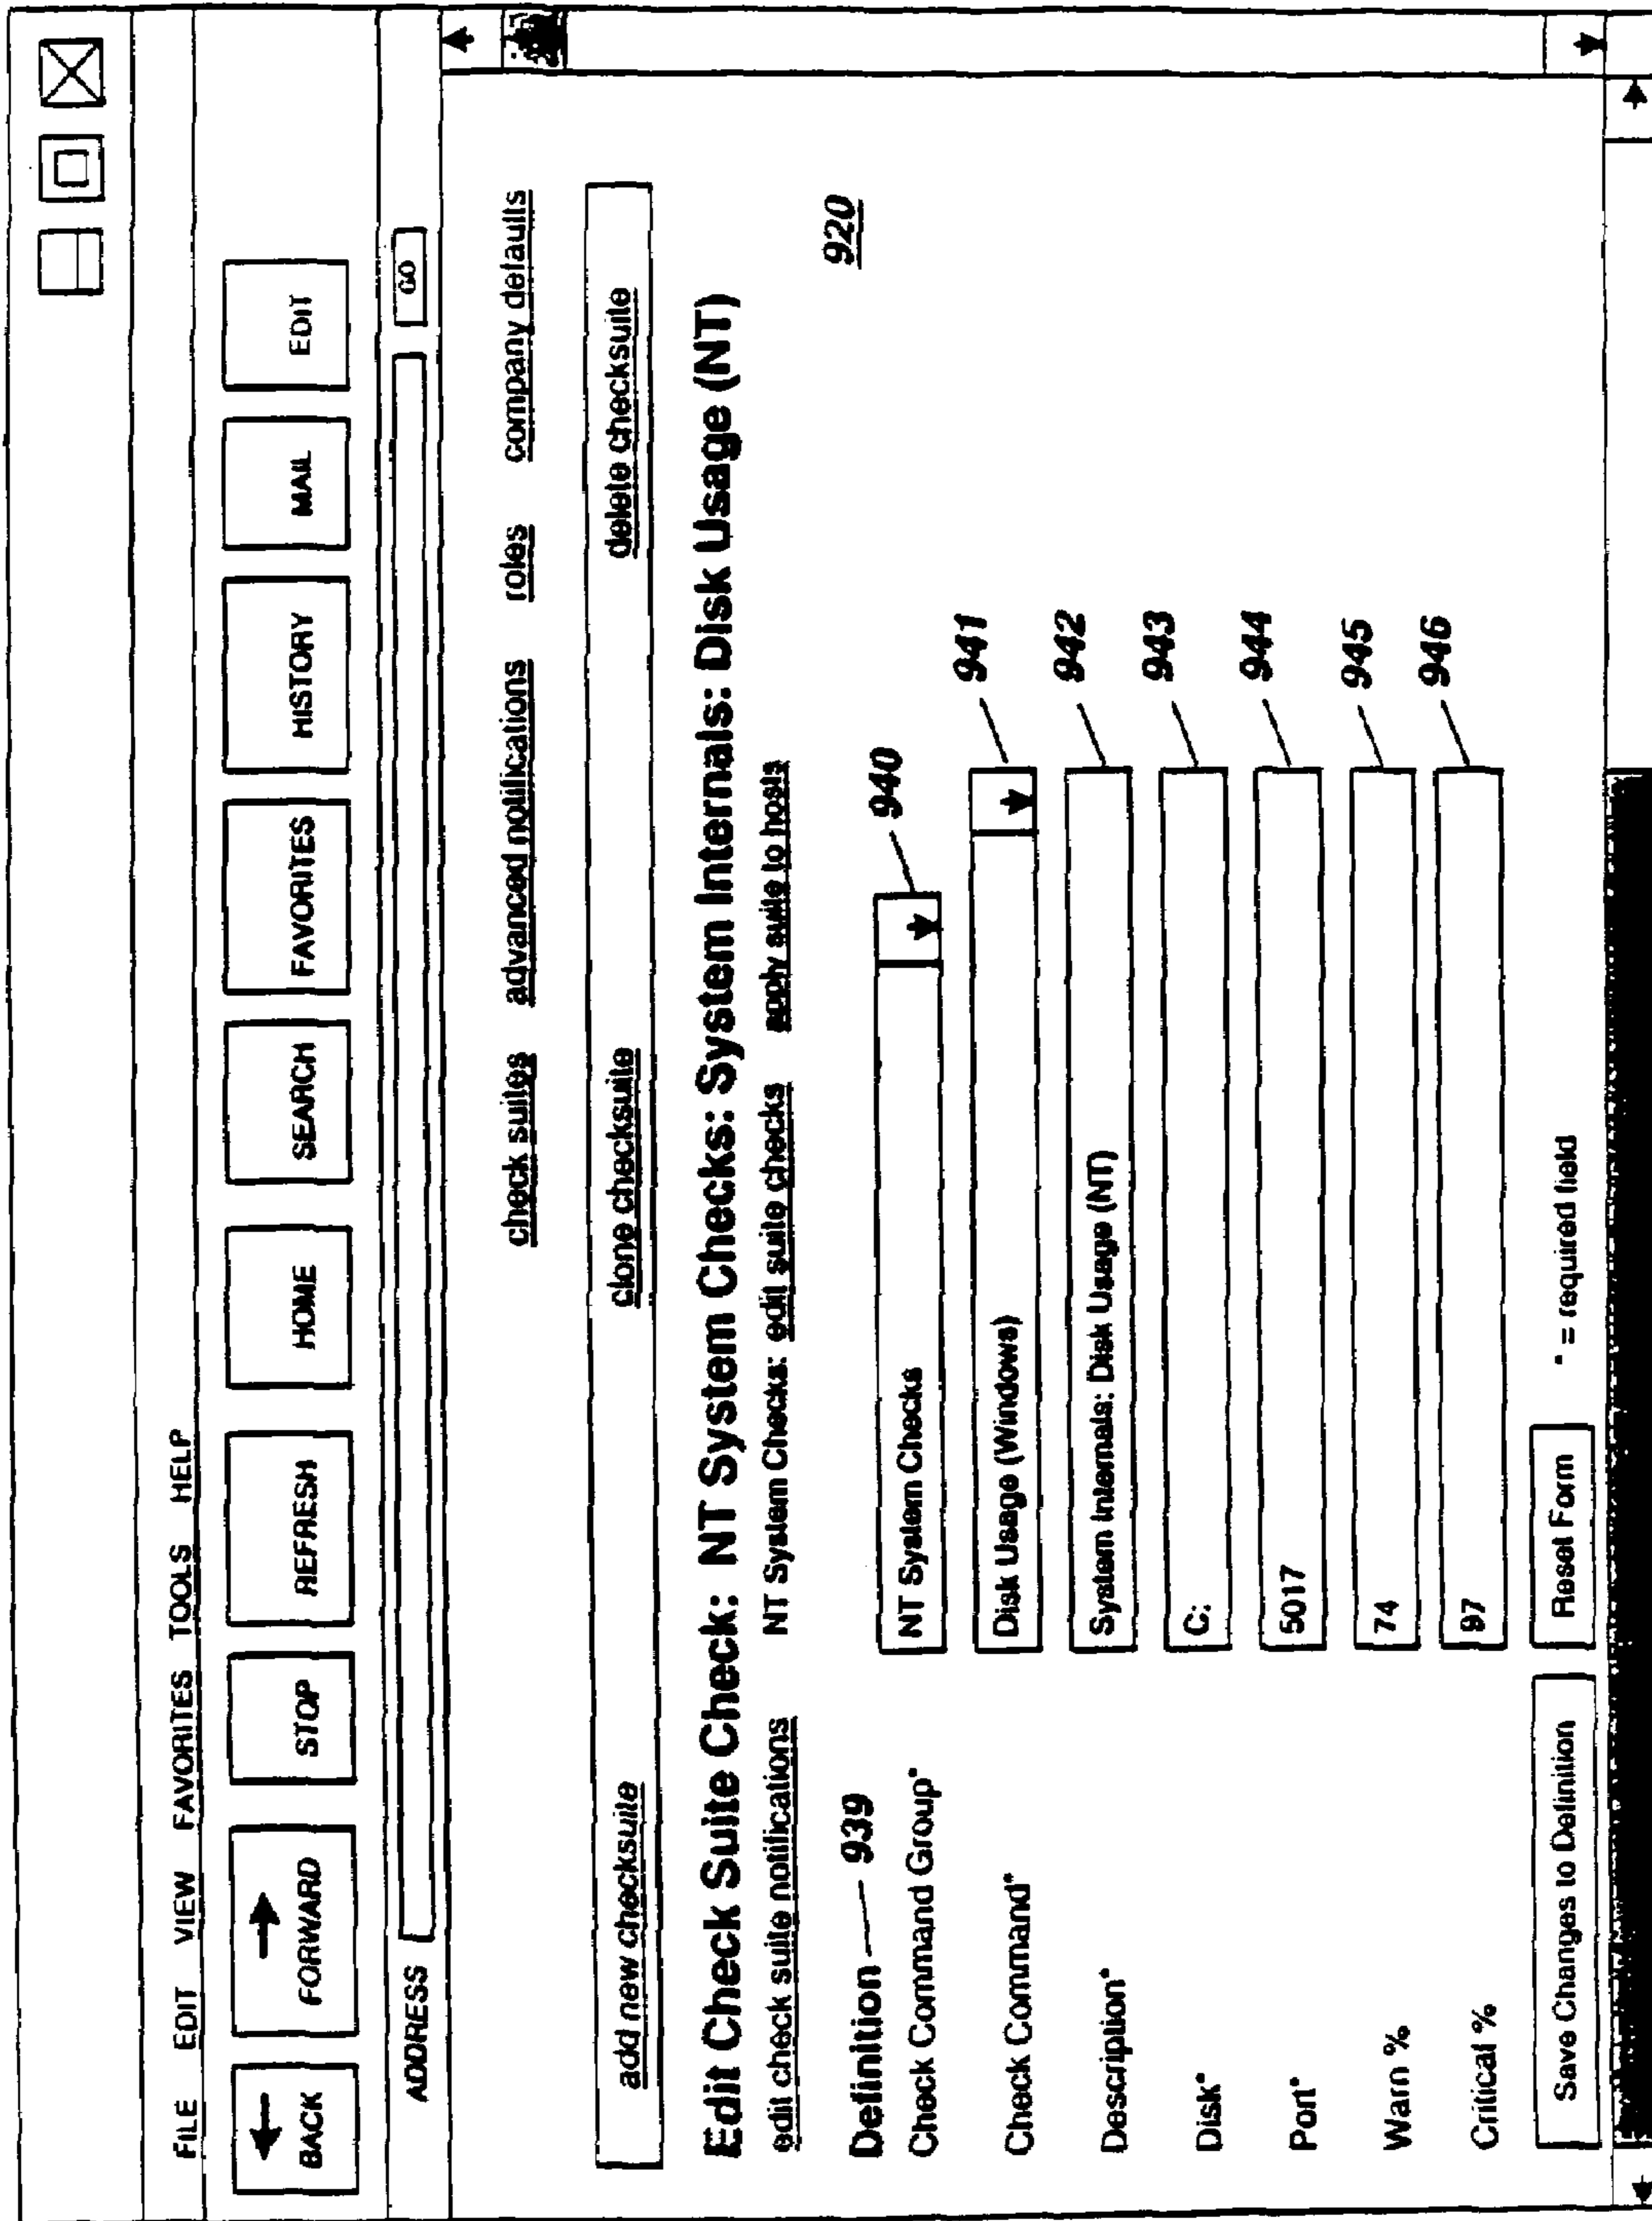 FILE EDIT VIEW FAVORITES TOOLS HELP
BACK FORWARD STOP REFRESH HOME SEARCH FAVORITES HISTORY MAIL EDIT
ADDRESS GO
check suites advanced notifications roles company defaults
add new checksuite clone checksuite delete checksuite
Edit Check Suite Check: NT System Checks: System Internals: Disk Usage (NT)
edit check suite notifications NT System Checks: edit suite checks apply suite to hosts
920
Definition 939
Check Command Group* NT System Checks 940
Check Command* Disk Usage (Windows) 941
Description* System Internals: Disk Usage (NT) 942
Disk* C: 943
Port* 5017 944
Warn % 74 945
Critical % 97 946
Save Changes to Definition Reset Form * = required field